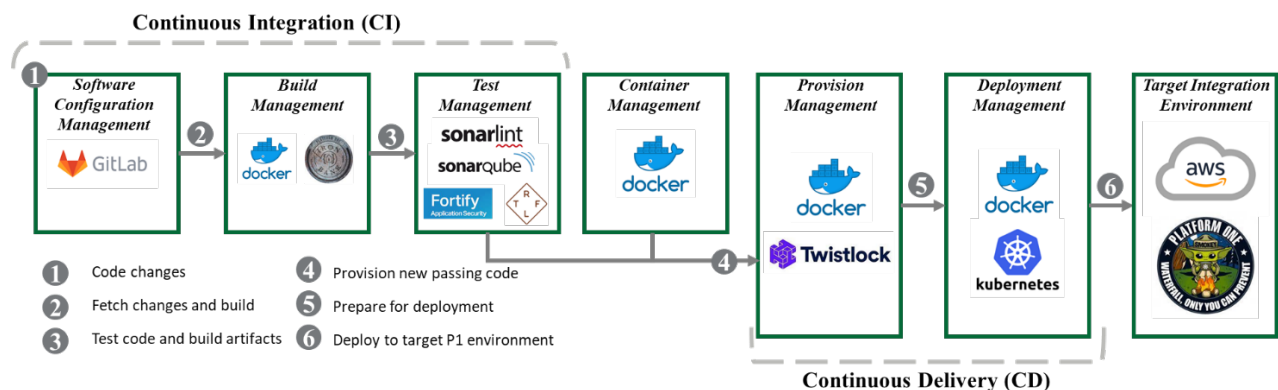 Continuous Integration (CI)
1
Software
Configuration
Management
GitLab
2
Build
Management
docker
3
Test
Management
sonarlint
sonarqube
Fortify
Application Security
R
T F
L
Container
Management
docker
4
Provision
Management
docker
Twistlock
5
Deployment
Management
docker
kubernetes
6
Target Integration
Environment
aws
PLATFORM ONE
SMOKEY
WATERFALL, ONLY YOU CAN PREVENT
1 Code changes
2 Fetch changes and build
3 Test code and build artifacts
4 Provision new passing code
5 Prepare for deployment
6 Deploy to target P1 environment
Continuous Delivery (CD)